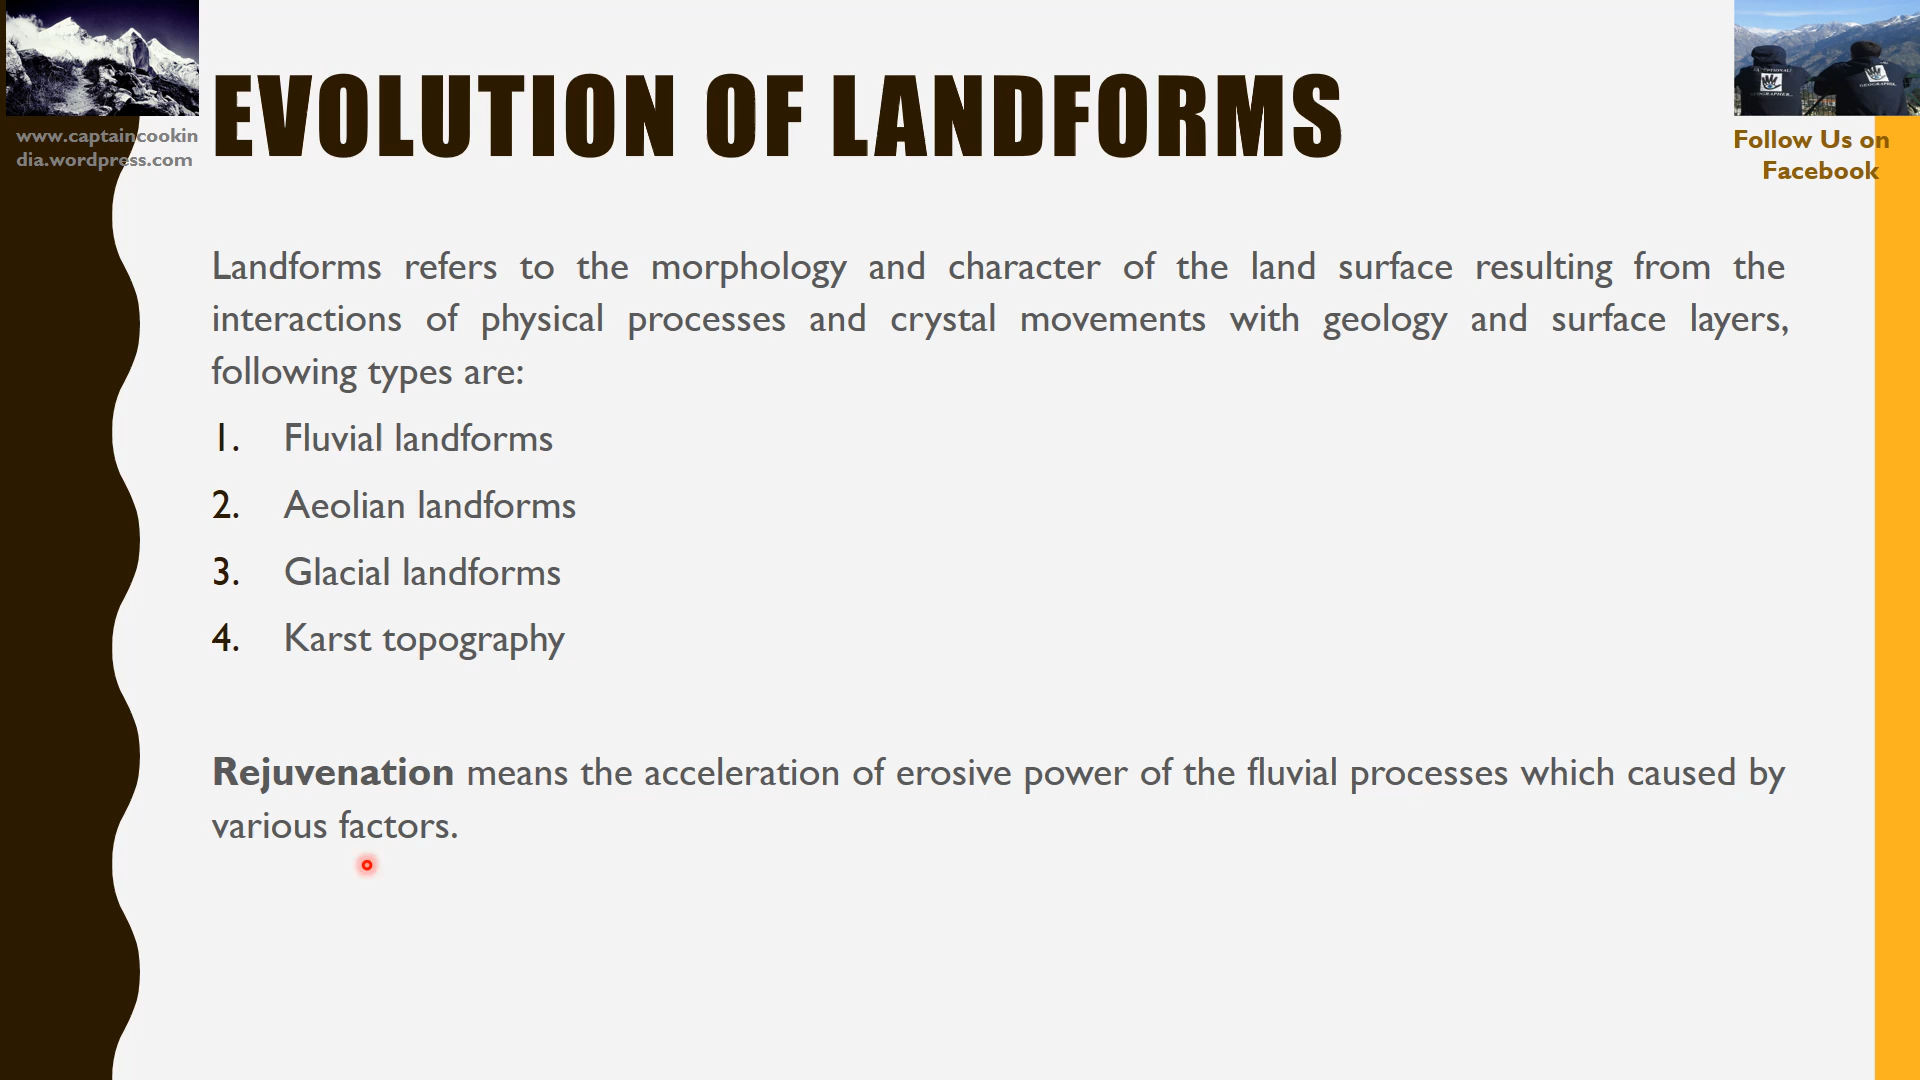 www.captaincookin
dia.wordpress.com
EVOLUTION OF LANDFORMS
Follow Us on
Facebook
Landforms refers to the morphology and character of the land surface resulting from the
interactions of physical processes and crystal movements with geology and surface layers,
following types are:
1. Fluvial landforms
2. Aeolian landforms
3. Glacial landforms
4. Karst topography
Rejuvenation means the acceleration of erosive power of the fluvial processes which caused by
various factors.